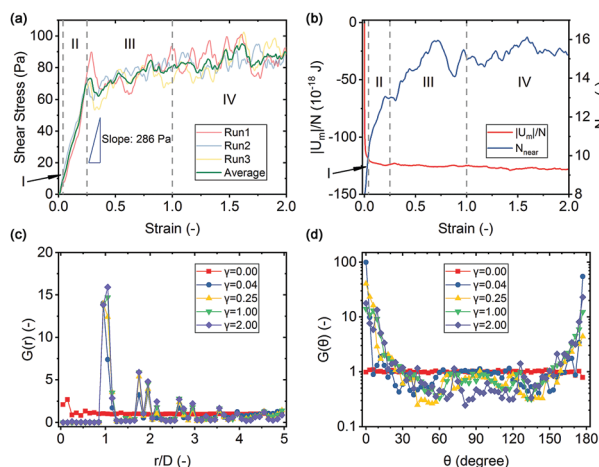 (a)
120
100
80
60
40
20
0
Shear Stress (Pa)
II
III
IV
I
Slope: 286 Pa
Run1
Run2
Run3
Average
0.0 0.5 1.0 1.5 2.0
Strain (-)
(b)
0
-25
-50
-75
-100
-125
-150
|Um|/N (10-18 J)
II
III
IV
I
|Um|/N
Nnear
16
14
12
10
8
0.0 0.5 1.0 1.5 2.0
Strain (-)
(c)
20
15
10
5
0
G(r) (-)
γ=0.00
γ=0.04
γ=0.25
γ=1.00
γ=2.00
0 1 2 3 4 5
r/D (-)
(d)
100
10
1
0.1
G(θ) (-)
γ=0.00
γ=0.04
γ=0.25
γ=1.00
γ=2.00
0 30 60 90 120 150 180
θ (degree)